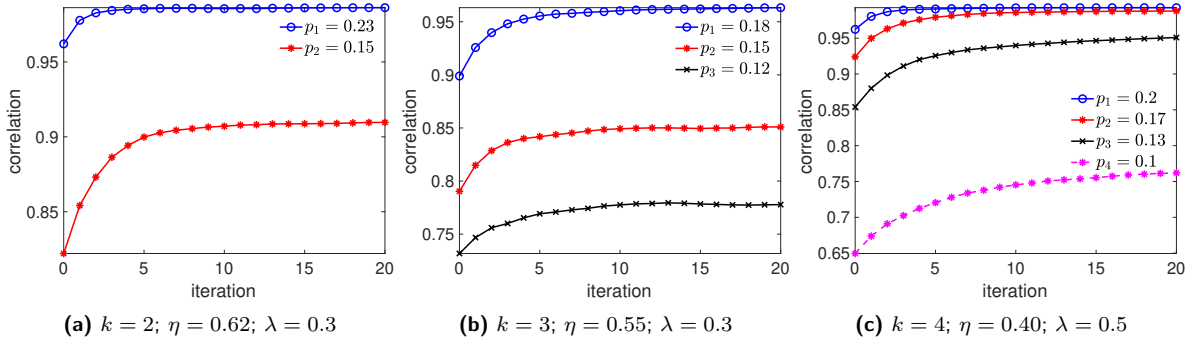 0.95
0.9
0.85
correlation
0 5 10 15 20
iteration
p₁ = 0.23
p₂ = 0.15
(a) k = 2; η = 0.62; λ = 0.3
0.95
0.9
0.85
0.8
0.75
correlation
0 5 10 15 20
iteration
p₁ = 0.18
p₂ = 0.15
p₃ = 0.12
(b) k = 3; η = 0.55; λ = 0.3
0.95
0.9
0.85
0.8
0.75
0.7
0.65
correlation
0 5 10 15 20
iteration
p₁ = 0.2
p₂ = 0.17
p₃ = 0.13
p₄ = 0.1
(c) k = 4; η = 0.40; λ = 0.5